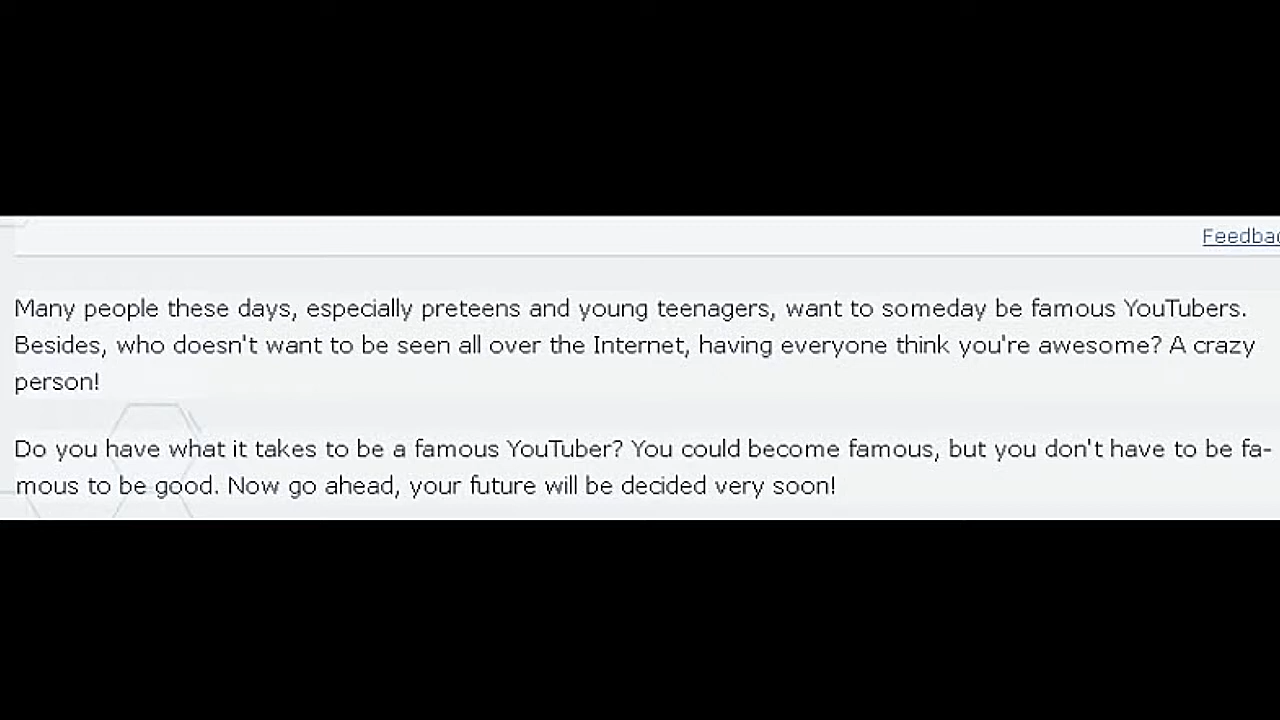 Feedbac
Many people these days, especially preteens and young teenagers, want to someday be famous YouTubers.
Besides, who doesn't want to be seen all over the Internet, having everyone think you're awesome? A crazy
person!
Do you have what it takes to be a famous YouTuber? You could become famous, but you don't have to be fa-
mous to be good. Now go ahead, your future will be decided very soon!